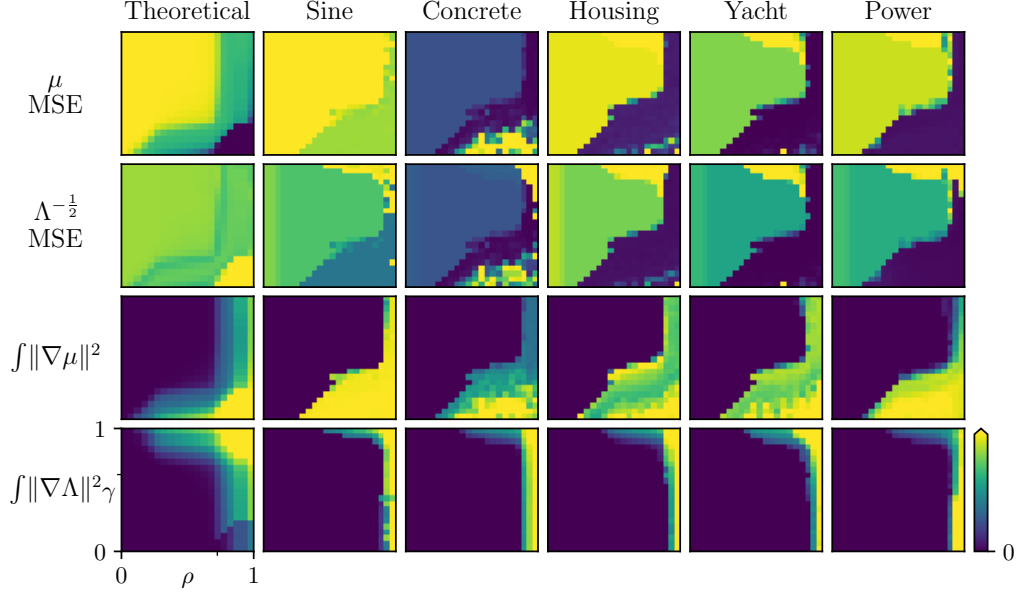 Theoretical Sine Concrete Housing Yacht Power
μ
MSE
Λ^{-1/2}
MSE
∫‖∇μ‖²
1
∫‖∇Λ‖²γ
0
0 ρ 1
0